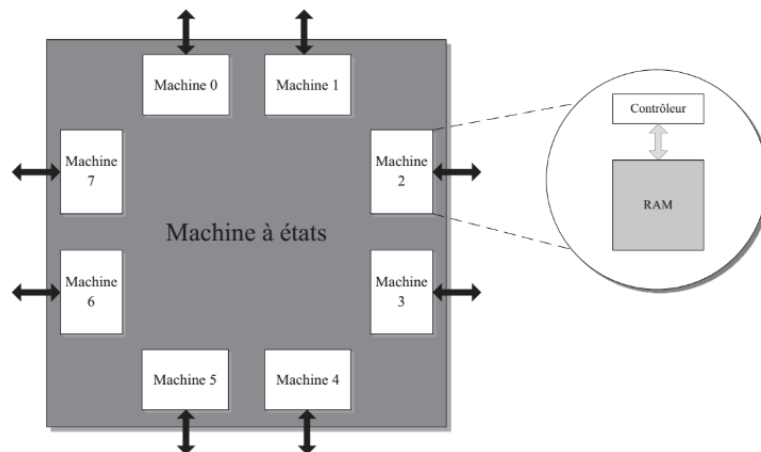 Machine 0
Machine 1
Machine
7
Machine
2
Machine à états
Machine
6
Machine
3
Machine 5
Machine 4
Contrôleur
RAM